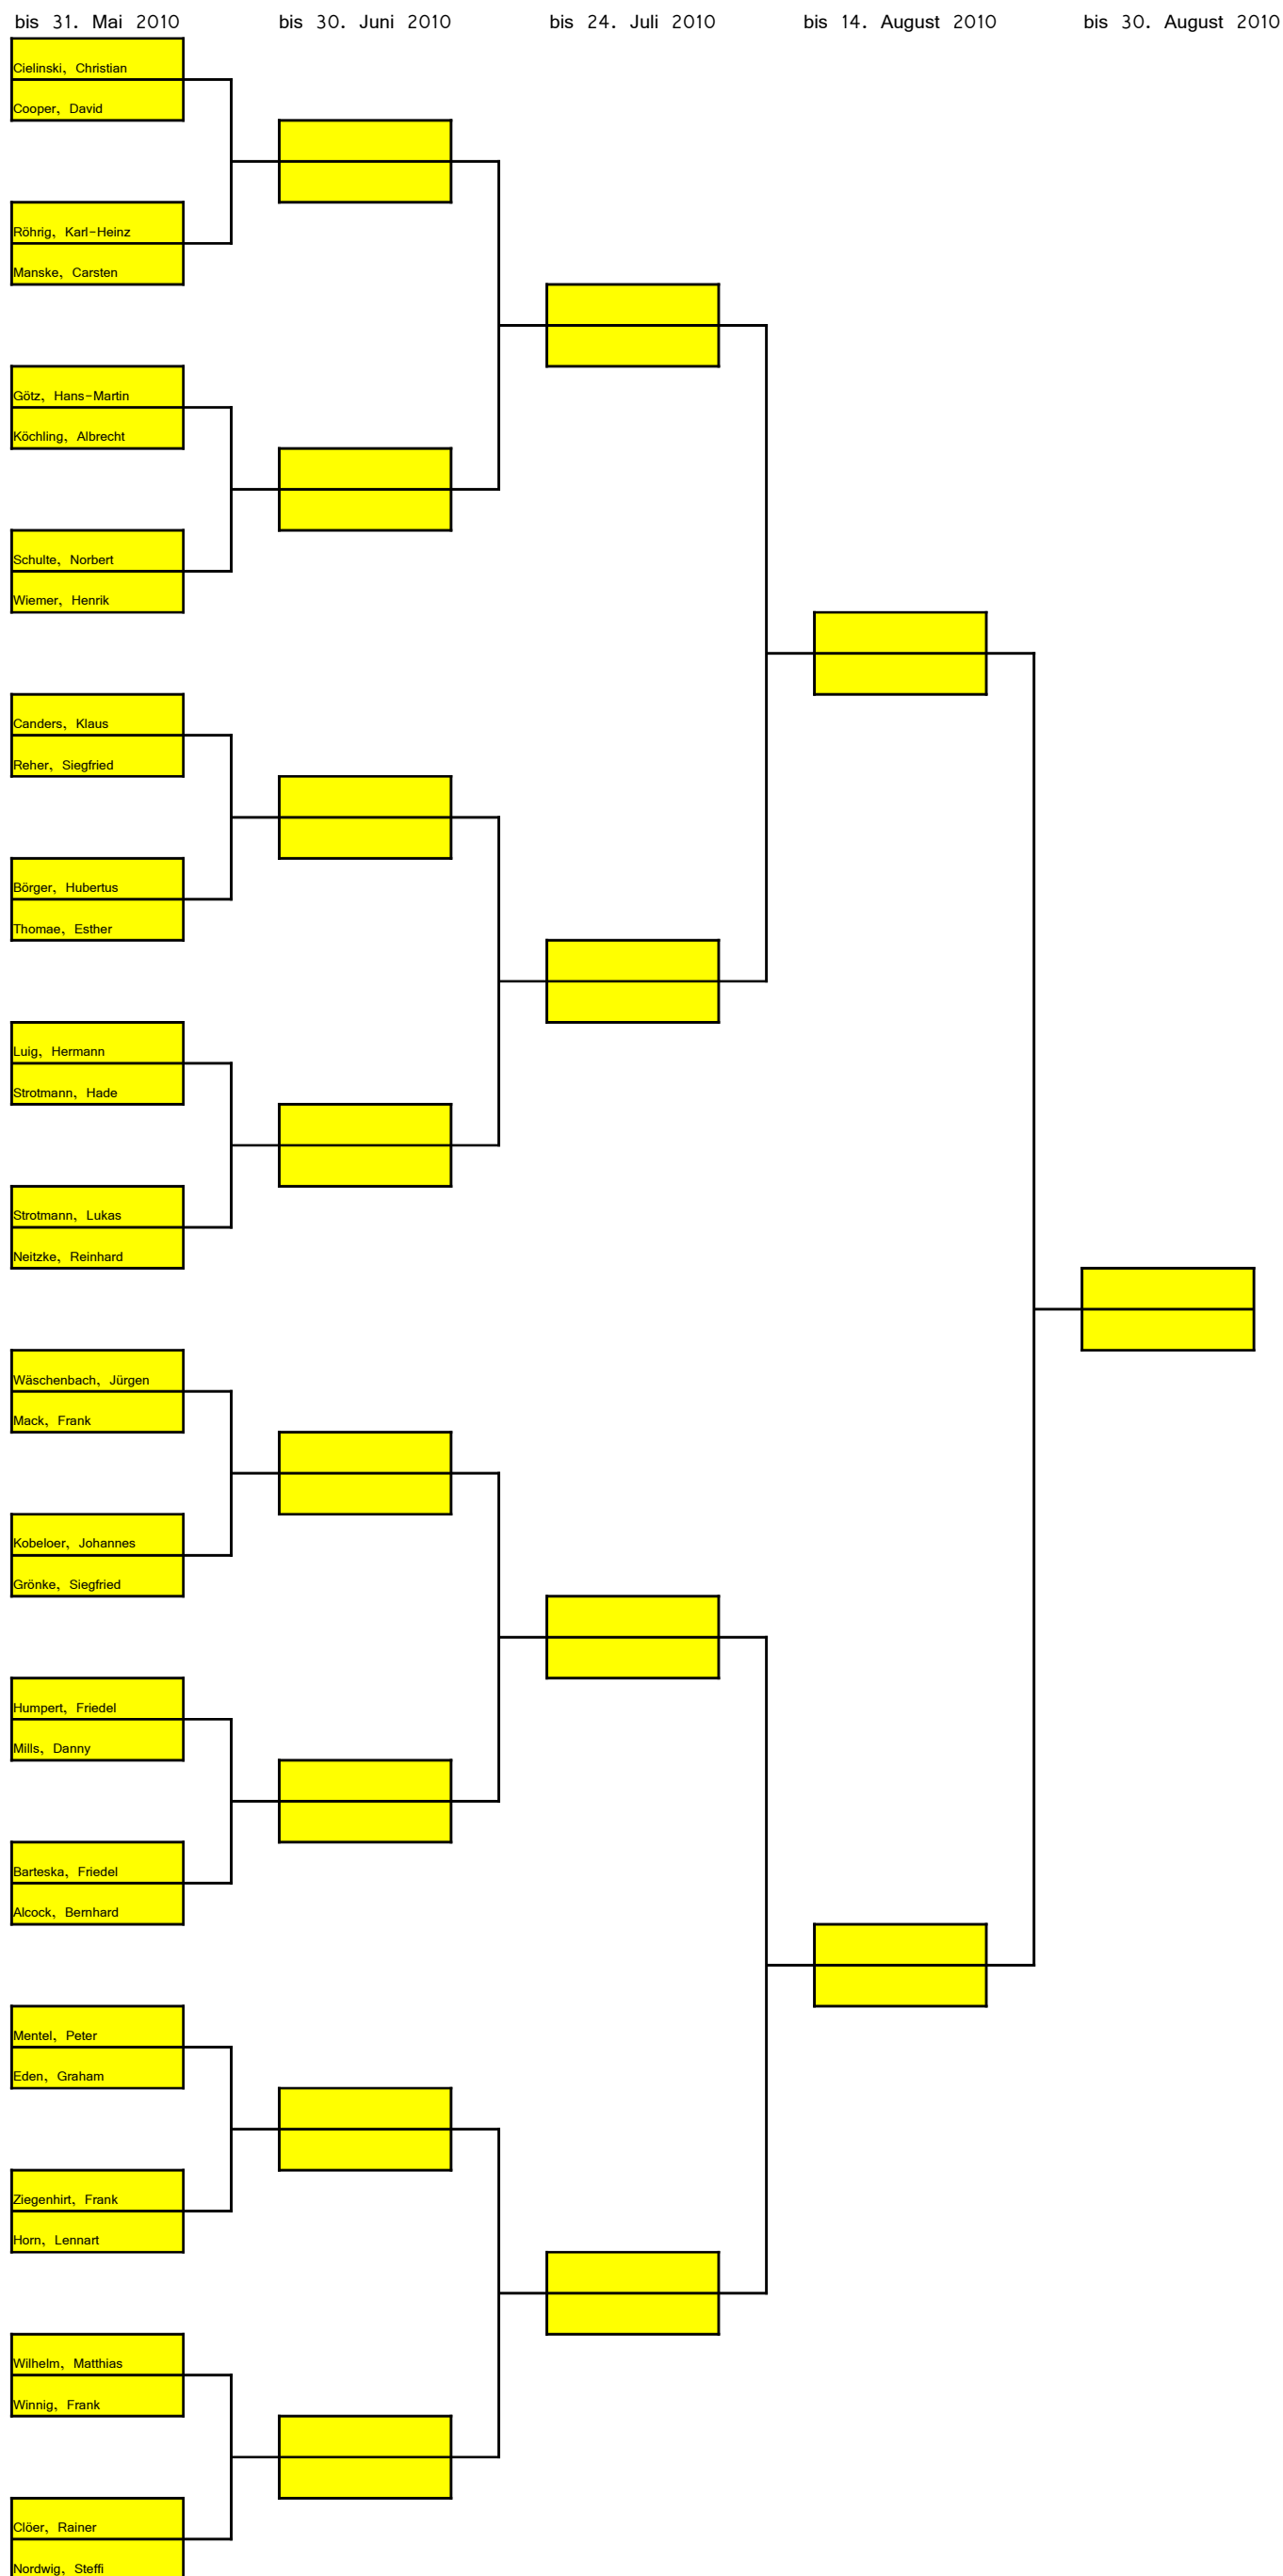 bis 31. Mai 2010 bis 30. Juni 2010 bis 24. Juli 2010 bis 14. August 2010 bis 30. August 2010
Cielinski, Christian
Cooper, David
Röhrig, Karl-Heinz
Manske, Carsten
Götz, Hans-Martin
Köchling, Albrecht
Schulte, Norbert
Wiemer, Henrik
Canders, Klaus
Reher, Siegfried
Börger, Hubertus
Thomae, Esther
Luig, Hermann
Strotmann, Hade
Strotmann, Lukas
Neitzke, Reinhard
Wäschenbach, Jürgen
Mack, Frank
Kobeloer, Johannes
Grönke, Siegfried
Humpert, Friedel
Mills, Danny
Barteska, Friedel
Alcock, Bernhard
Mentel, Peter
Eden, Graham
Ziegenhirt, Frank
Horn, Lennart
Wilhelm, Matthias
Winnig, Frank
Clöer, Rainer
Nordwig, Steffi